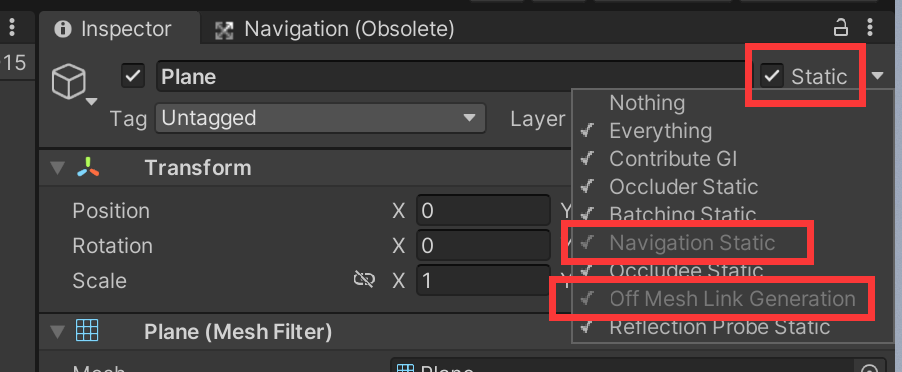 Inspector
Navigation (Obsolete)
15
Plane
Static
Tag
Untagged
Layer
Nothing
Everything
Contribute GI
Occluder Static
Batching Static
Navigation Static
Occludee Static
Off Mesh Link Generation
Reflection Probe Static
Transform
Position
X
0
Y
Rotation
X
0
Scale
X
1
Plane (Mesh Filter)
Mesh
Plane